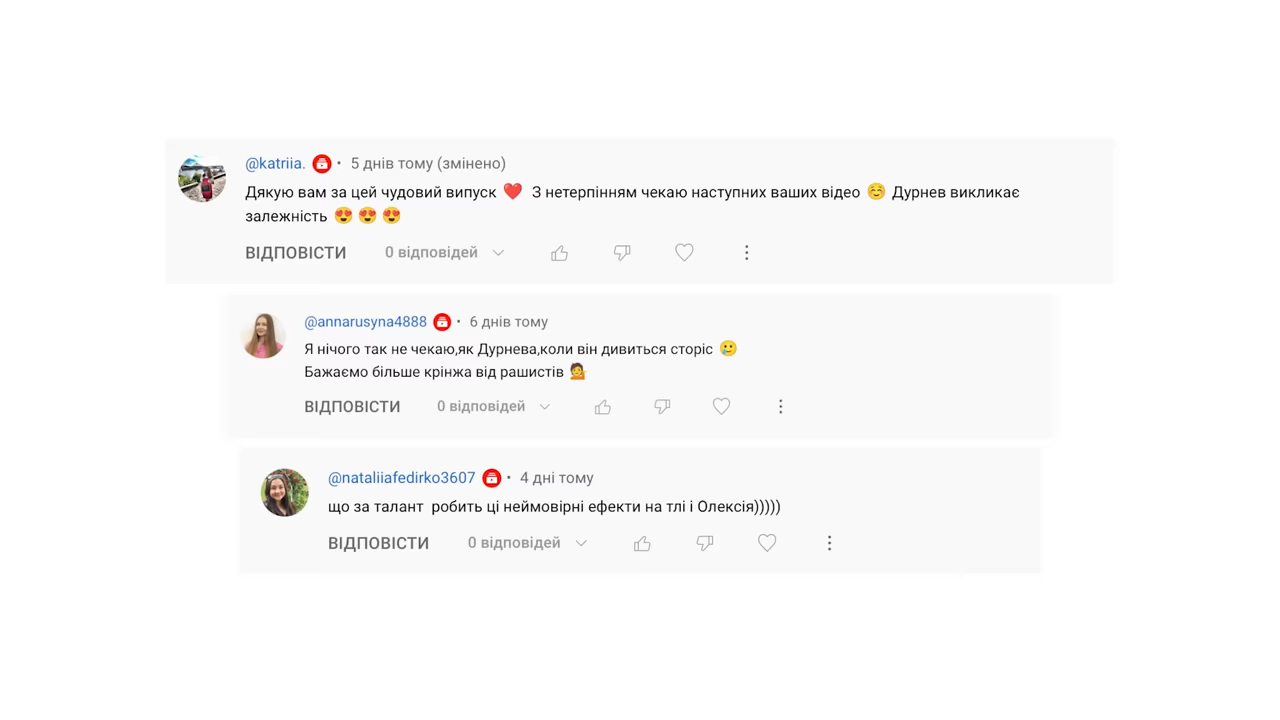 @katriia. • 5 днів тому (змінено)
Дякую вам за цей чудовий випуск ❤️ З нетерпінням чекаю наступних ваших відео ☺️ Дурнев викликає
залежність 😍 😍 😍
ВІДПОВІСТИ 0 відповідей
@annarusyna4888 • 6 днів тому
Я нічого так не чекаю,як Дурнева,коли він дивиться сторіс 🥲
Бажаємо більше крінжа від рашистів 💁
ВІДПОВІСТИ 0 відповідей
@nataliiafedirko3607 • 4 дні тому
що за талант  робить ці неймовірні ефекти на тлі і Олексія)))))
ВІДПОВІСТИ 0 відповідей